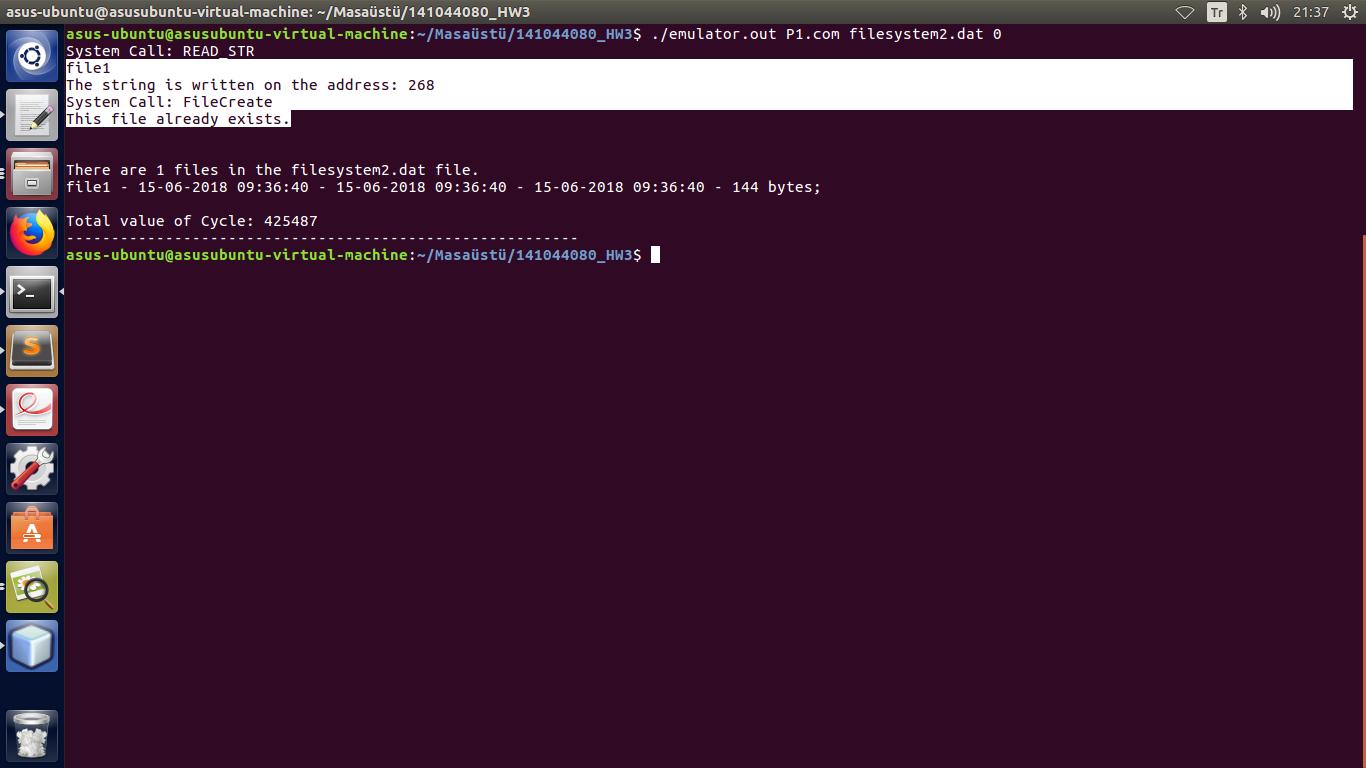 asus-ubuntu@asusubuntu-virtual-machine: ~/Masaüstü/141044080_HW3
Tr
21:37
asus-ubuntu@asusubuntu-virtual-machine:~/Masaüstü/141044080_HW3$ ./emulator.out P1.com filesystem2.dat 0
System Call: READ_STR
file1
The string is written on the address: 268
System Call: FileCreate
This file already exists.
There are 1 files in the filesystem2.dat file.
file1 - 15-06-2018 09:36:40 - 15-06-2018 09:36:40 - 15-06-2018 09:36:40 - 144 bytes;
Total value of Cycle: 425487
---------------------------------------------------------
asus-ubuntu@asusubuntu-virtual-machine:~/Masaüstü/141044080_HW3$